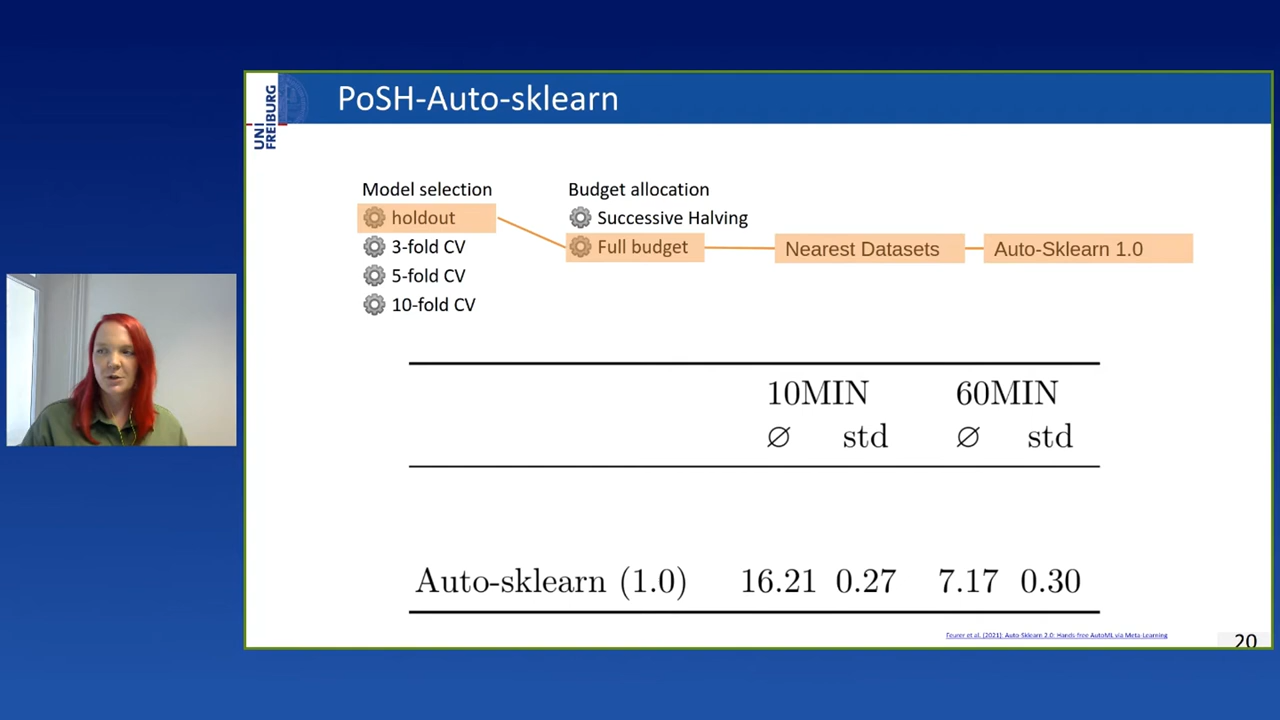 UNI
FREIBURG
PoSH-Auto-sklearn
Model selection
holdout
3-fold CV
5-fold CV
10-fold CV
Budget allocation
Successive Halving
Full budget
Nearest Datasets
Auto-Sklearn 1.0
10MIN 60MIN
∅ std ∅ std
Auto-sklearn (1.0) 16.21 0.27 7.17 0.30
Feurer et al. (2021): Auto-Sklearn 2.0: Hands-free AutoML via Meta-Learning
20